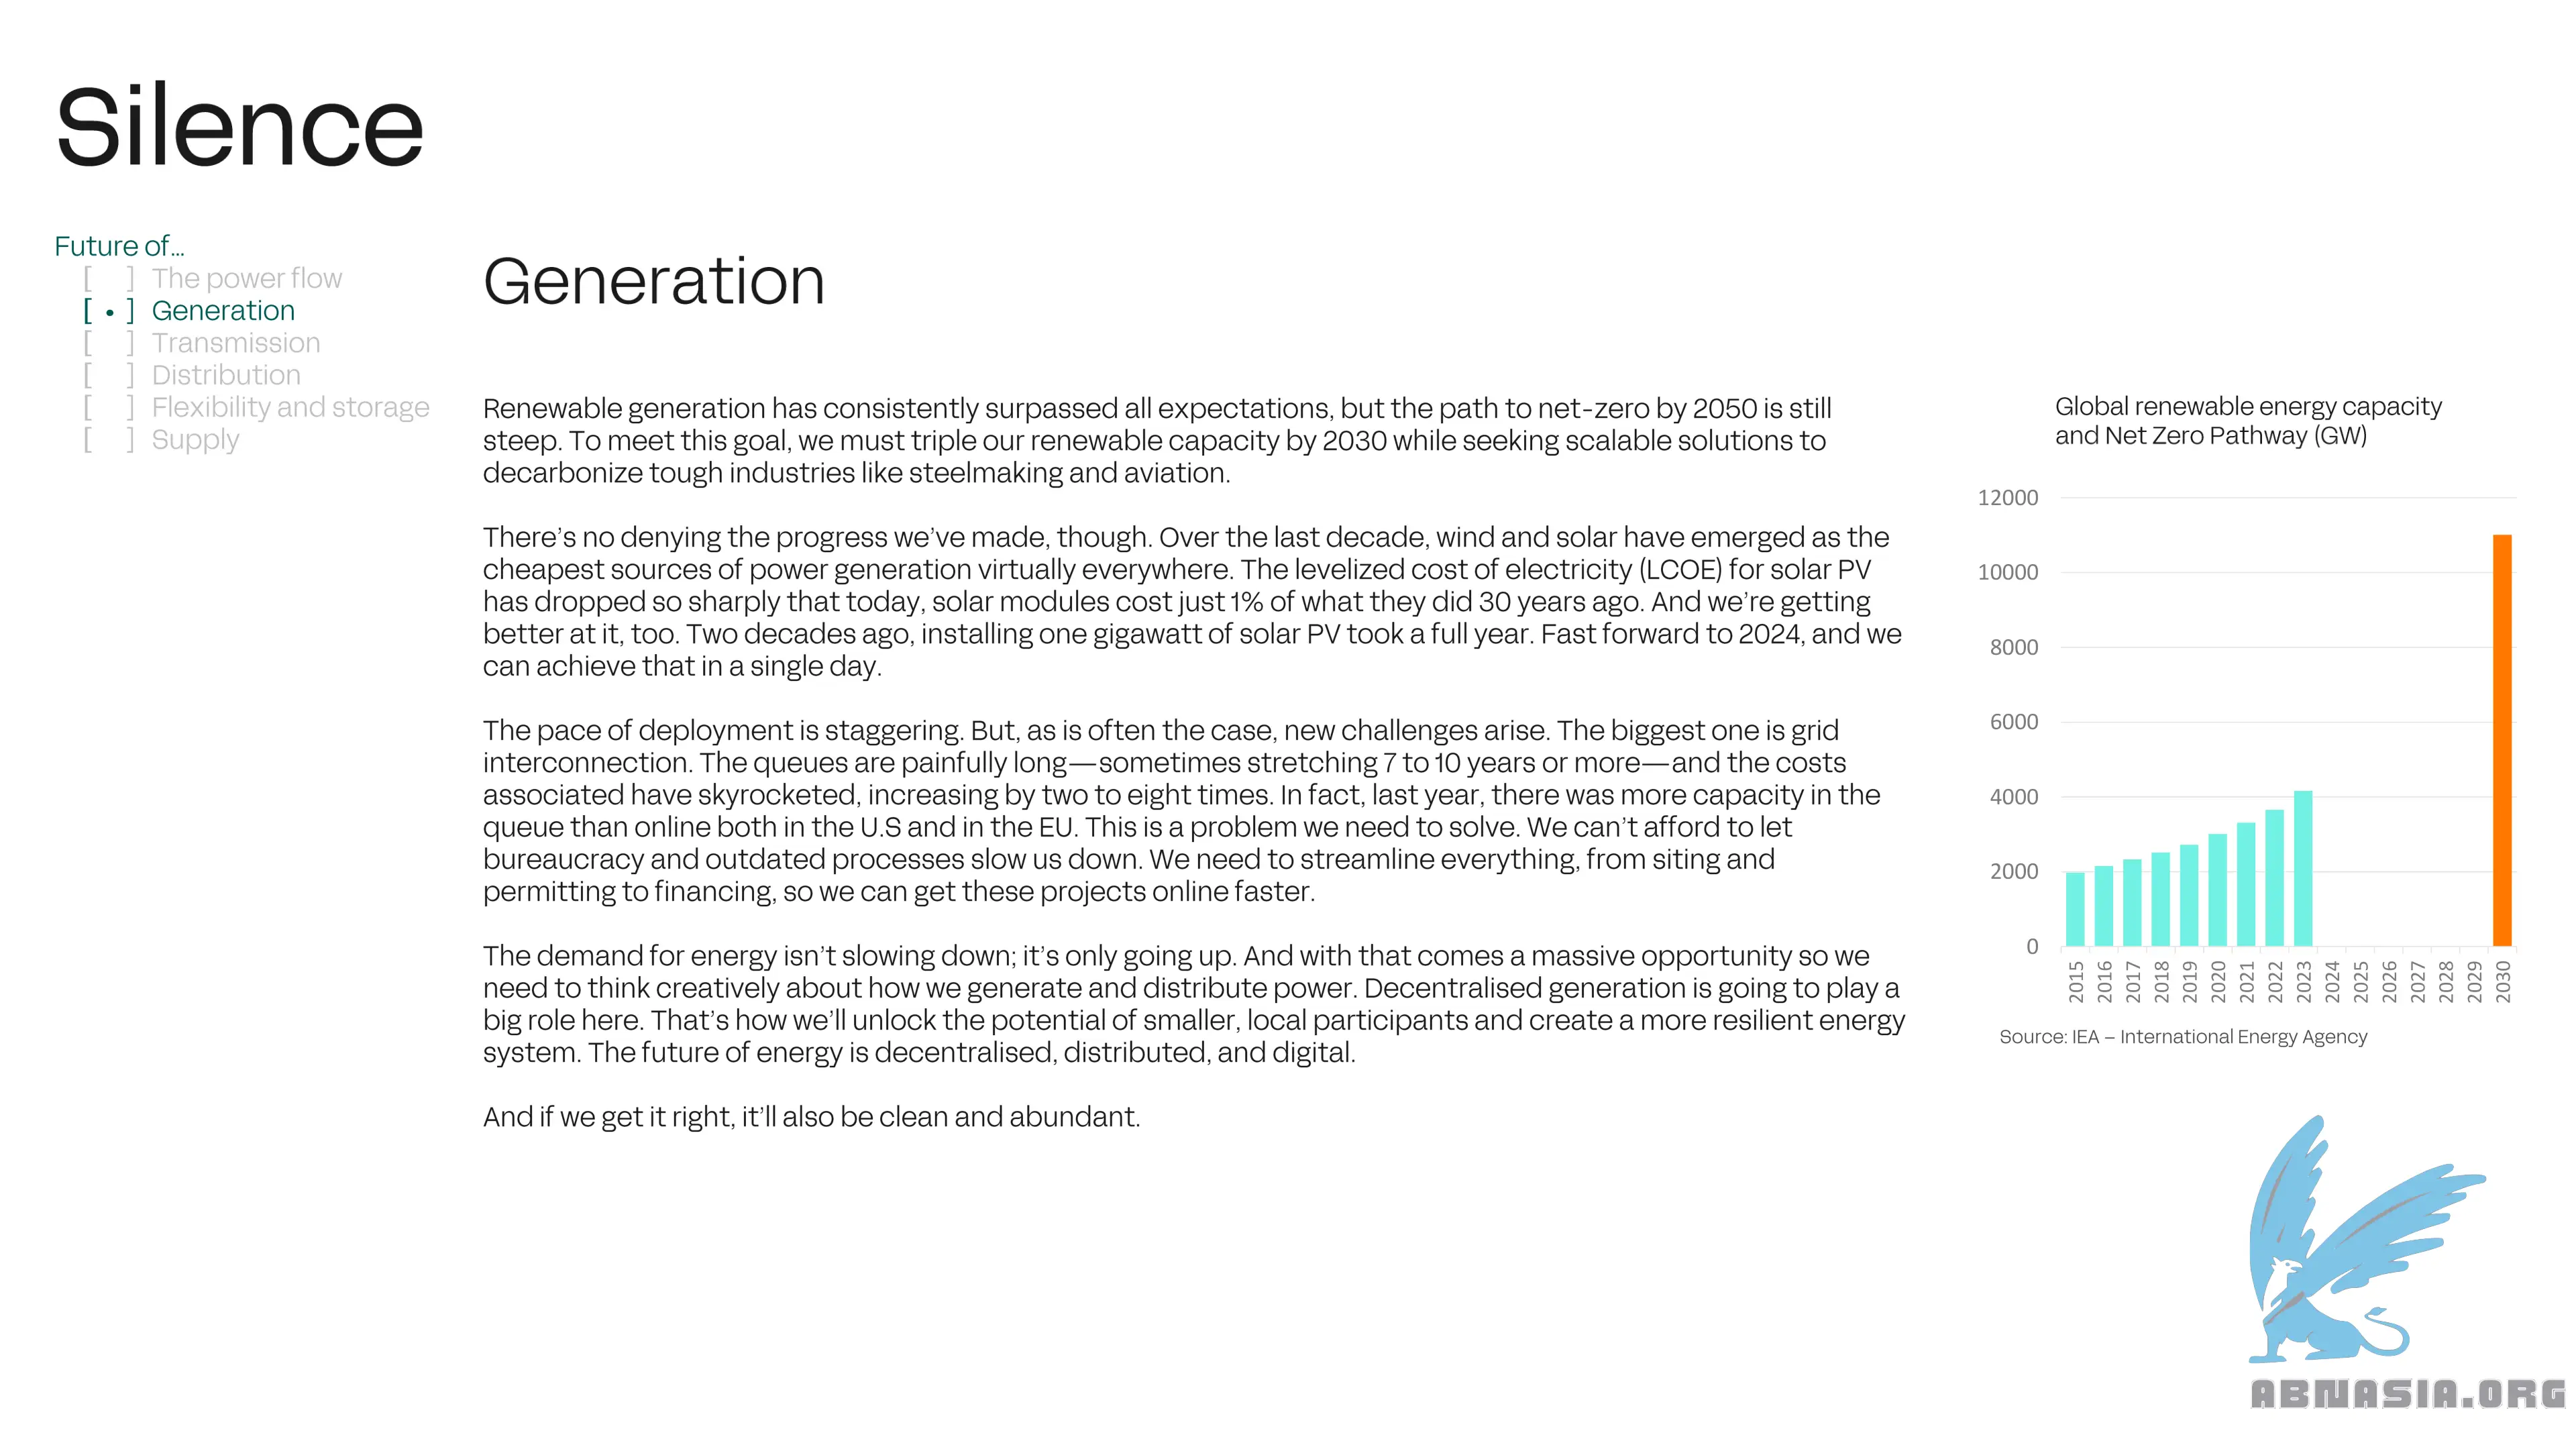 Silence
Future of...
[ ] The power flow
[ • ] Generation
[ ] Transmission
[ ] Distribution
[ ] Flexibility and storage
[ ] Supply
Generation
Renewable generation has consistently surpassed all expectations, but the path to net-zero by 2050 is still
steep. To meet this goal, we must triple our renewable capacity by 2030 while seeking scalable solutions to
decarbonize tough industries like steelmaking and aviation.
There's no denying the progress we've made, though. Over the last decade, wind and solar have emerged as the
cheapest sources of power generation virtually everywhere. The levelized cost of electricity (LCOE) for solar PV
has dropped so sharply that today, solar modules cost just 1% of what they did 30 years ago. And we're getting
better at it, too. Two decades ago, installing one gigawatt of solar PV took a full year. Fast forward to 2024, and we
can achieve that in a single day.
The pace of deployment is staggering. But, as is often the case, new challenges arise. The biggest one is grid
interconnection. The queues are painfully long—sometimes stretching 7 to 10 years or more—and the costs
associated have skyrocketed, increasing by two to eight times. In fact, last year, there was more capacity in the
queue than online both in the U.S and in the EU. This is a problem we need to solve. We can't afford to let
bureaucracy and outdated processes slow us down. We need to streamline everything, from siting and
permitting to financing, so we can get these projects online faster.
The demand for energy isn't slowing down; it's only going up. And with that comes a massive opportunity so we
need to think creatively about how we generate and distribute power. Decentralised generation is going to play a
big role here. That's how we'll unlock the potential of smaller, local participants and create a more resilient energy
system. The future of energy is decentralised, distributed, and digital.
And if we get it right, it'll also be clean and abundant.
Global renewable energy capacity
and Net Zero Pathway (GW)
12000
10000
8000
6000
4000
2000
0
2015
2016
2017
2018
2019
2020
2021
2022
2023
2024
2025
2026
2027
2028
2029
2030
Source: IEA – International Energy Agency
ABNASIA.ORG